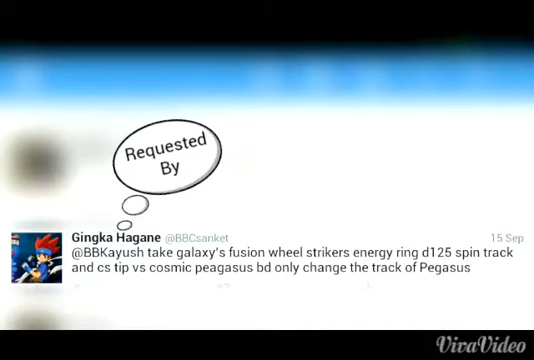 Requested
By
Gingka Hagane @BBCsanket 15 Sep
@BBKayush take galaxy's fusion wheel strikers energy ring d125 spin track
and cs tip vs cosmic peagasus bd only change the track of Pegasus
VivaVideo